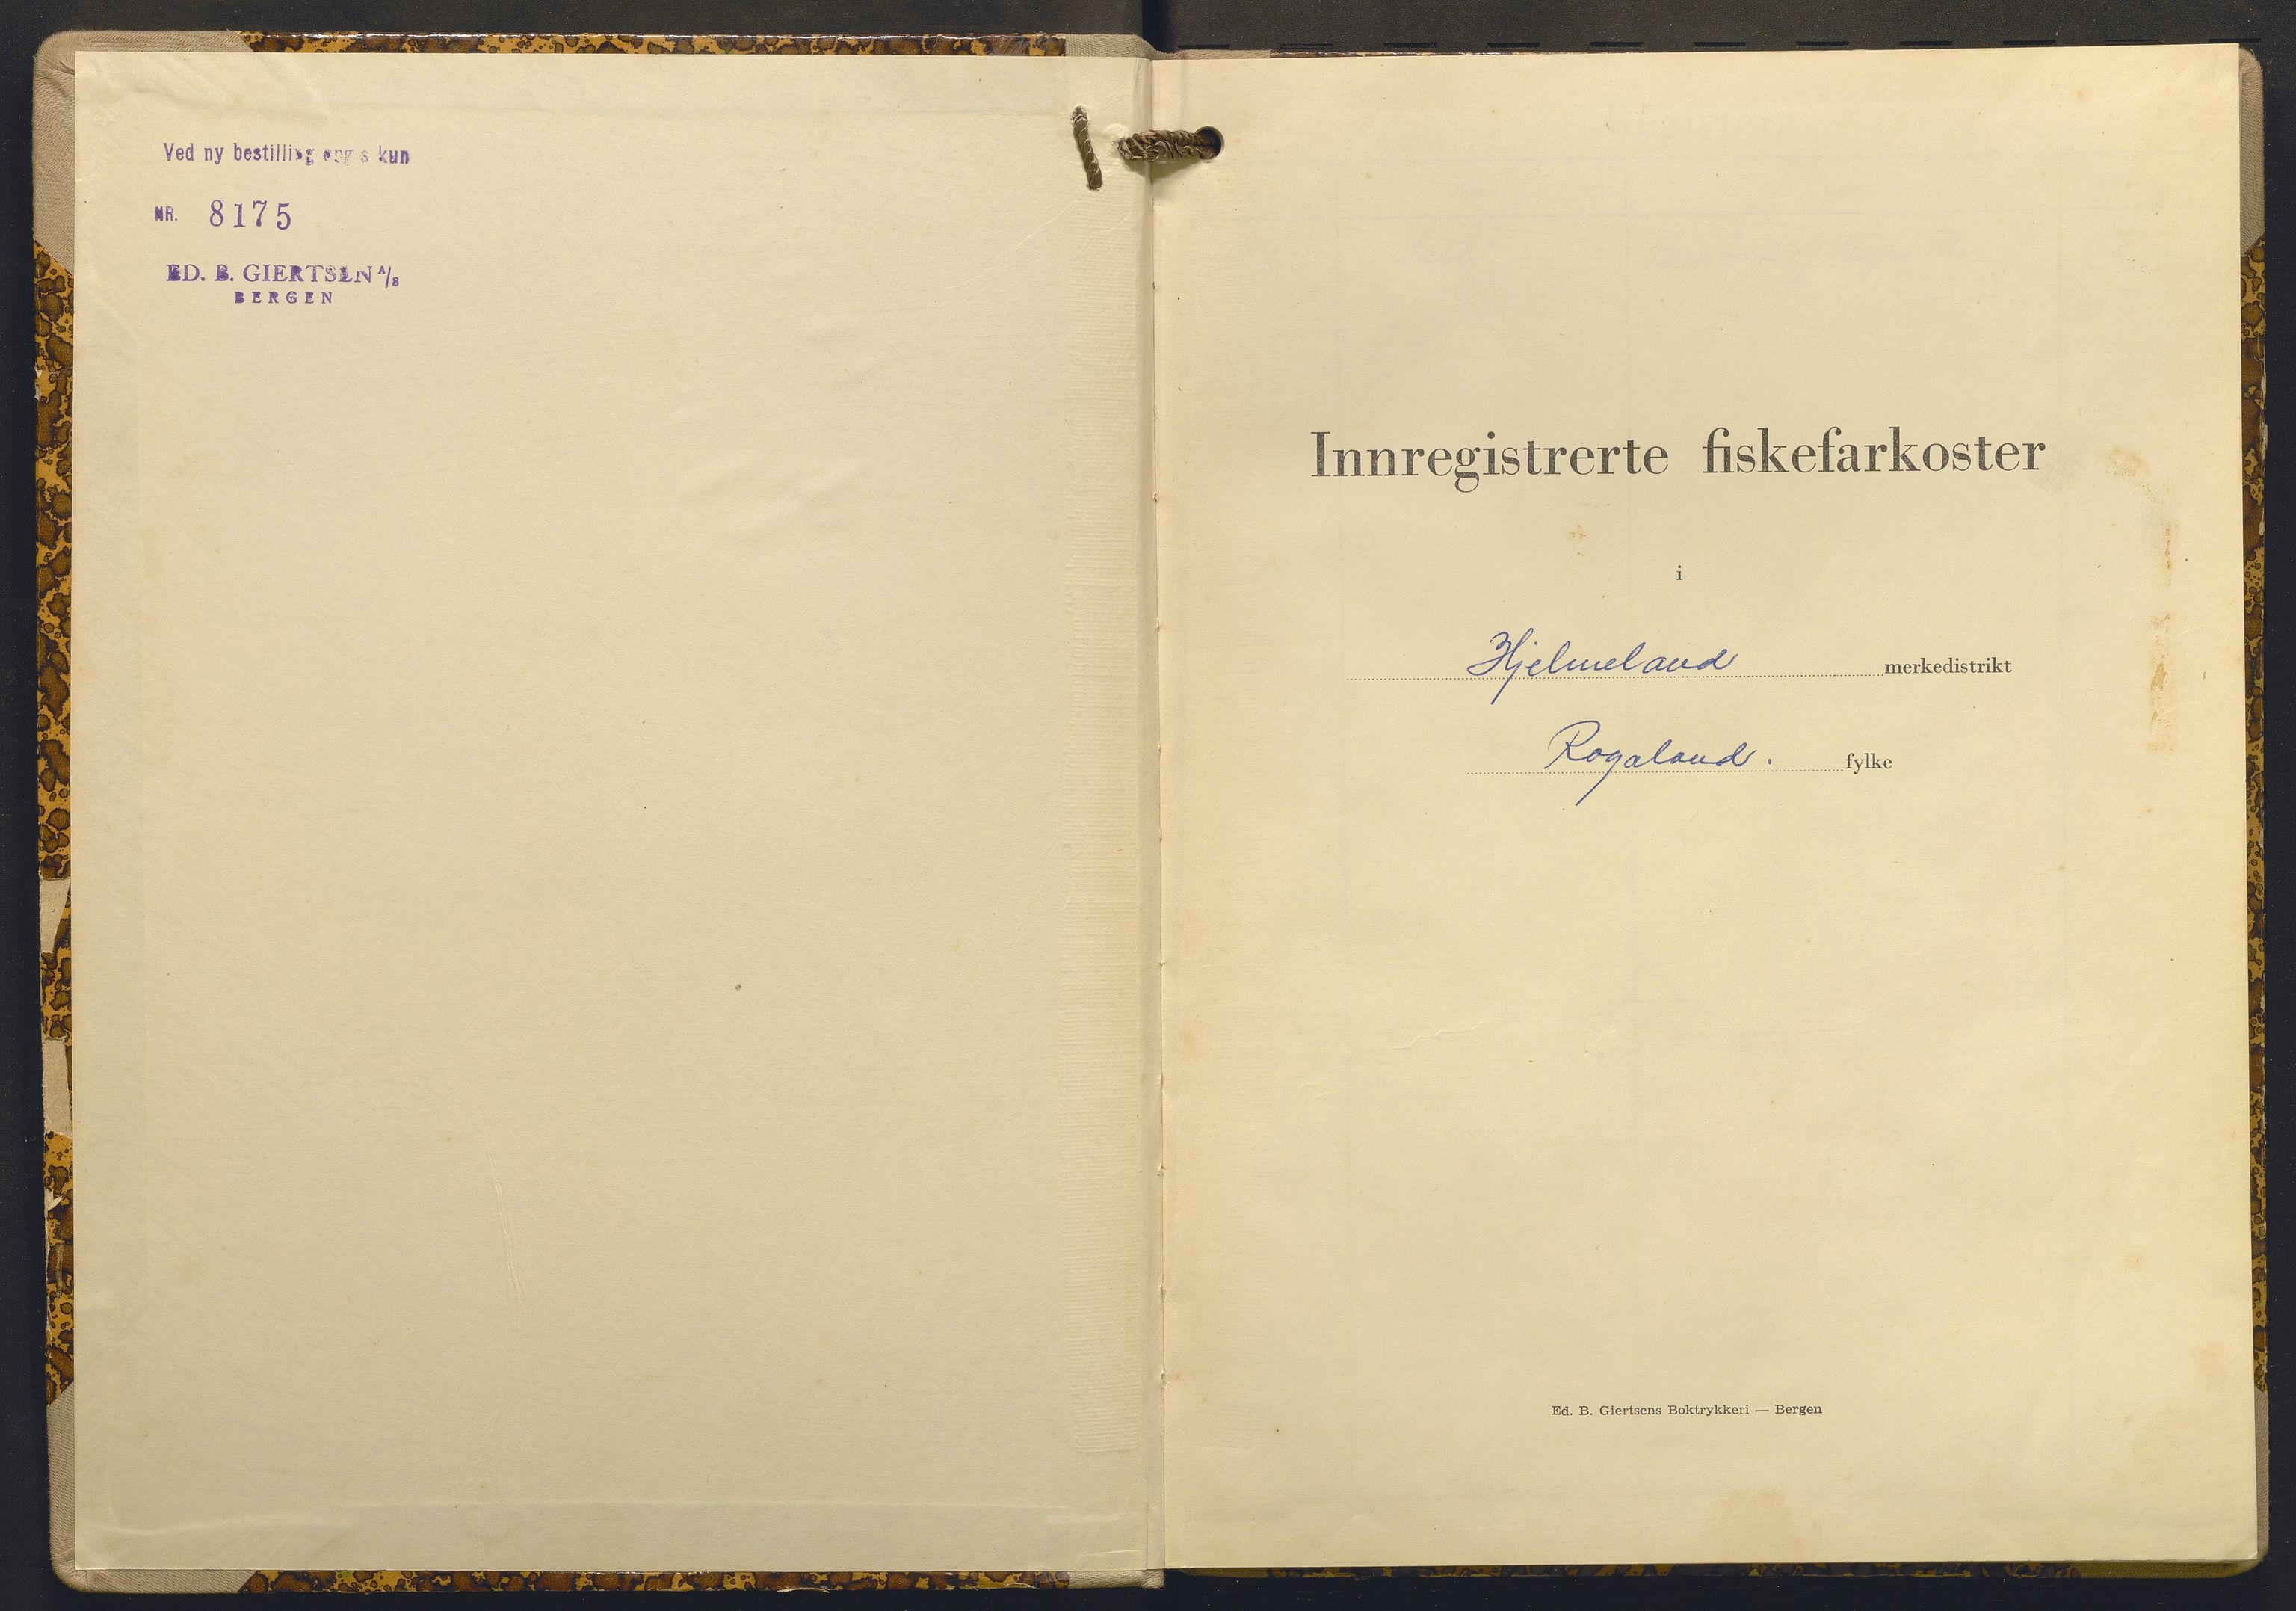 Ved ny bestilling opgis kun
NR. 8175
ED. B. GIERTSEN A/S
BERGEN
Innregistrerte fiskefarkoster
i
Hjelmeland merkedistrikt
Rogaland. fylke
Ed. B. Giertsens Boktrykkeri — Bergen